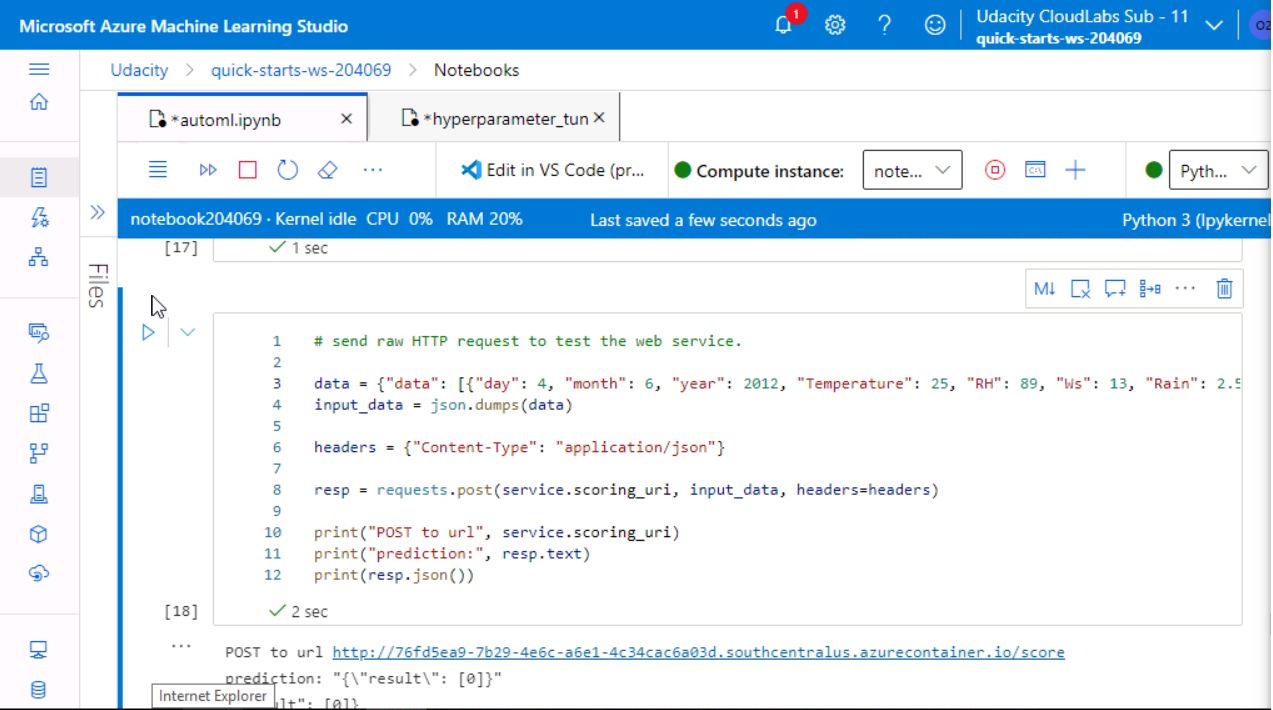 Microsoft Azure Machine Learning Studio
1
Udacity CloudLabs Sub - 11
quick-starts-ws-204069
Udacity > quick-starts-ws-204069 > Notebooks
*automl.ipynb
*hyperparameter_tun
Edit in VS Code (pr...
Compute instance:
note...
Pyth...
notebook204069 · Kernel idle CPU 0% RAM 20%
Last saved a few seconds ago
Python 3 (Ipykernel
Files
[17]
1 sec
M↓
1 # send raw HTTP request to test the web service.
2
3 data = {"data": [{"day": 4, "month": 6, "year": 2012, "Temperature": 25, "RH": 89, "Ws": 13, "Rain": 2.5
4 input_data = json.dumps(data)
5
6 headers = {"Content-Type": "application/json"}
7
8 resp = requests.post(service.scoring_uri, input_data, headers=headers)
9
10 print("POST to url", service.scoring_uri)
11 print("prediction:", resp.text)
12 print(resp.json())
[18]
2 sec
POST to url http://76fd5ea9-7b29-4e6c-a6e1-4c34cac6a03d.southcentralus.azurecontainer.io/score
prediction: "{\"result\": [0]}"
Internet Explorer
lt": [0]}